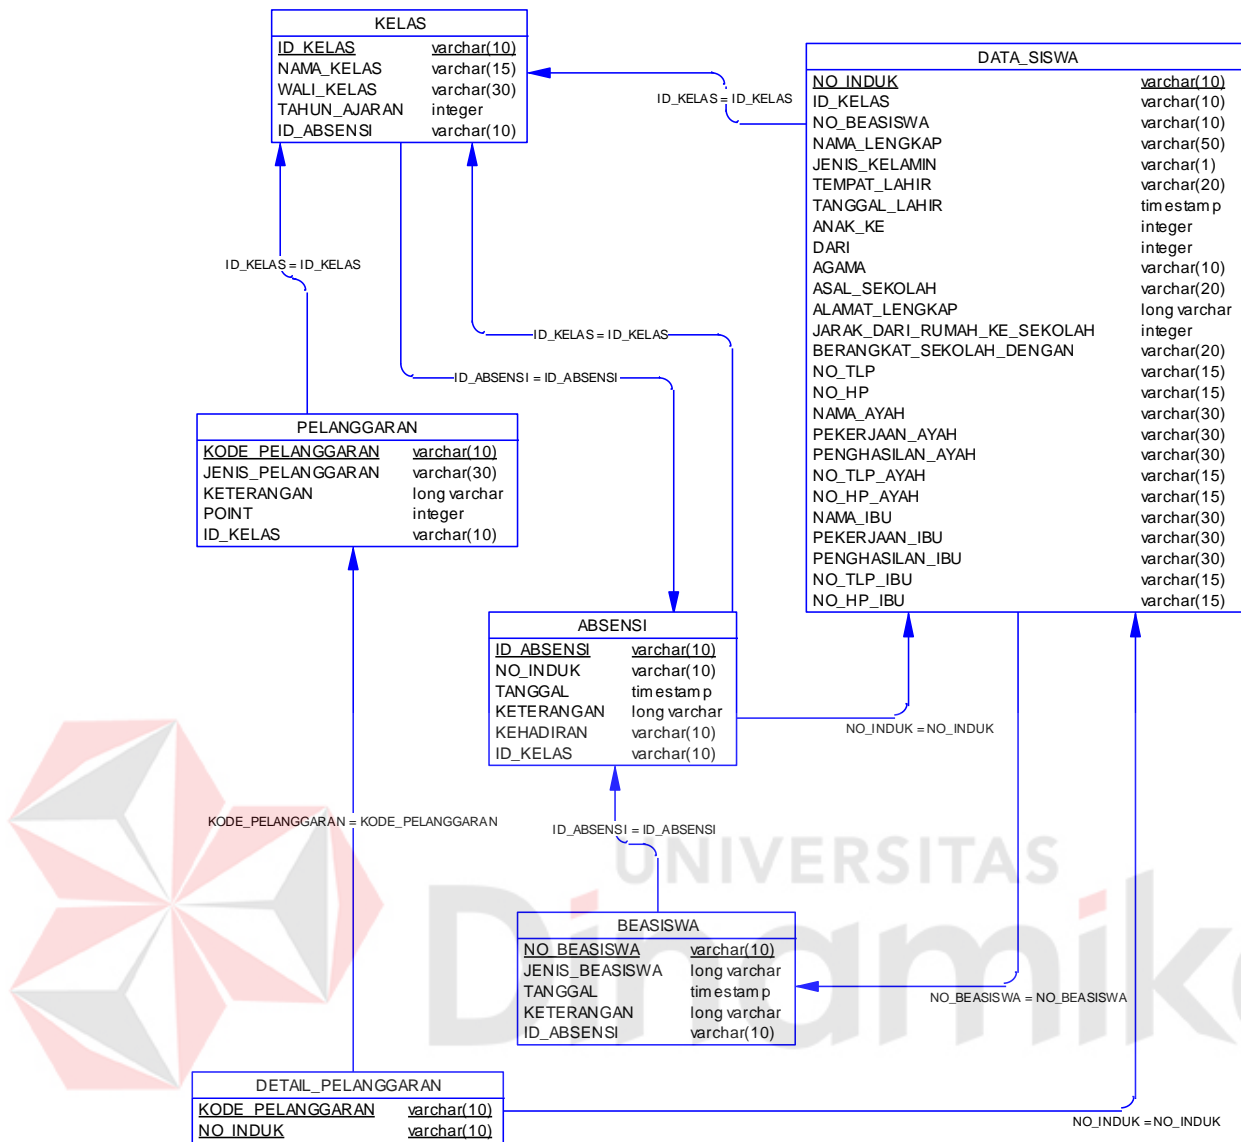 KELAS
ID_KELAS varchar(10)
NAMA_KELAS varchar(15)
WALI_KELAS varchar(30)
TAHUN_AJARAN integer
ID_ABSENSI varchar(10)
DATA_SISWA
NO_INDUK varchar(10)
ID_KELAS varchar(10)
NO_BEASISWA varchar(10)
NAMA_LENGKAP varchar(50)
JENIS_KELAMIN varchar(1)
TEMPAT_LAHIR varchar(20)
TANGGAL_LAHIR timestamp
ANAK_KE integer
DARI integer
AGAMA varchar(10)
ASAL_SEKOLAH varchar(20)
ALAMAT_LENGKAP long varchar
JARAK_DARI_RUMAH_KE_SEKOLAH integer
BERANGKAT_SEKOLAH_DENGAN varchar(20)
NO_TLP varchar(15)
NO_HP varchar(15)
NAMA_AYAH varchar(30)
PEKERJAAN_AYAH varchar(30)
PENGHASILAN_AYAH varchar(30)
NO_TLP_AYAH varchar(15)
NO_HP_AYAH varchar(15)
NAMA_IBU varchar(30)
PEKERJAAN_IBU varchar(30)
PENGHASILAN_IBU varchar(30)
NO_TLP_IBU varchar(15)
NO_HP_IBU varchar(15)
ID_KELAS = ID_KELAS
ID_KELAS = ID_KELAS
ID_KELAS = ID_KELAS
ID_ABSENSI = ID_ABSENSI
PELANGGARAN
KODE_PELANGGARAN varchar(10)
JENIS_PELANGGARAN varchar(30)
KETERANGAN long varchar
POINT integer
ID_KELAS varchar(10)
ABSENSI
ID_ABSENSI varchar(10)
NO_INDUK varchar(10)
TANGGAL timestamp
KETERANGAN long varchar
KEHADIRAN varchar(10)
ID_KELAS varchar(10)
NO_INDUK = NO_INDUK
KODE_PELANGGARAN = KODE_PELANGGARAN
ID_ABSENSI = ID_ABSENSI
UNIVERSITAS
Dinamika
BEASISWA
NO_BEASISWA varchar(10)
JENIS_BEASISWA long varchar
TANGGAL timestamp
KETERANGAN long varchar
ID_ABSENSI varchar(10)
NO_BEASISWA = NO_BEASISWA
DETAIL_PELANGGARAN
KODE_PELANGGARAN varchar(10)
NO_INDUK varchar(10)
NO_INDUK = NO_INDUK